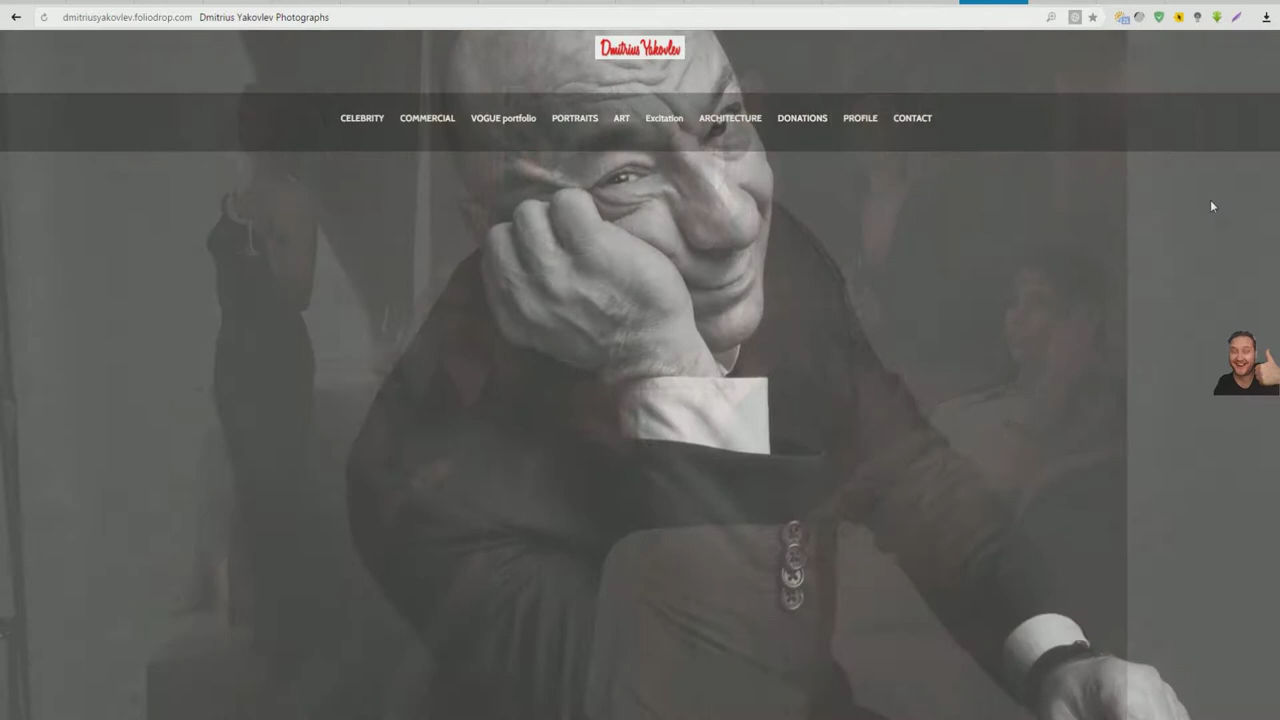 dmitriusyakovlev.foliodrop.com Dmitrius Yakovlev Photographs
Dmitrius Yakovlev
CELEBRITY COMMERCIAL VOGUE portfolio PORTRAITS ART Excitation ARCHITECTURE DONATIONS PROFILE CONTACT